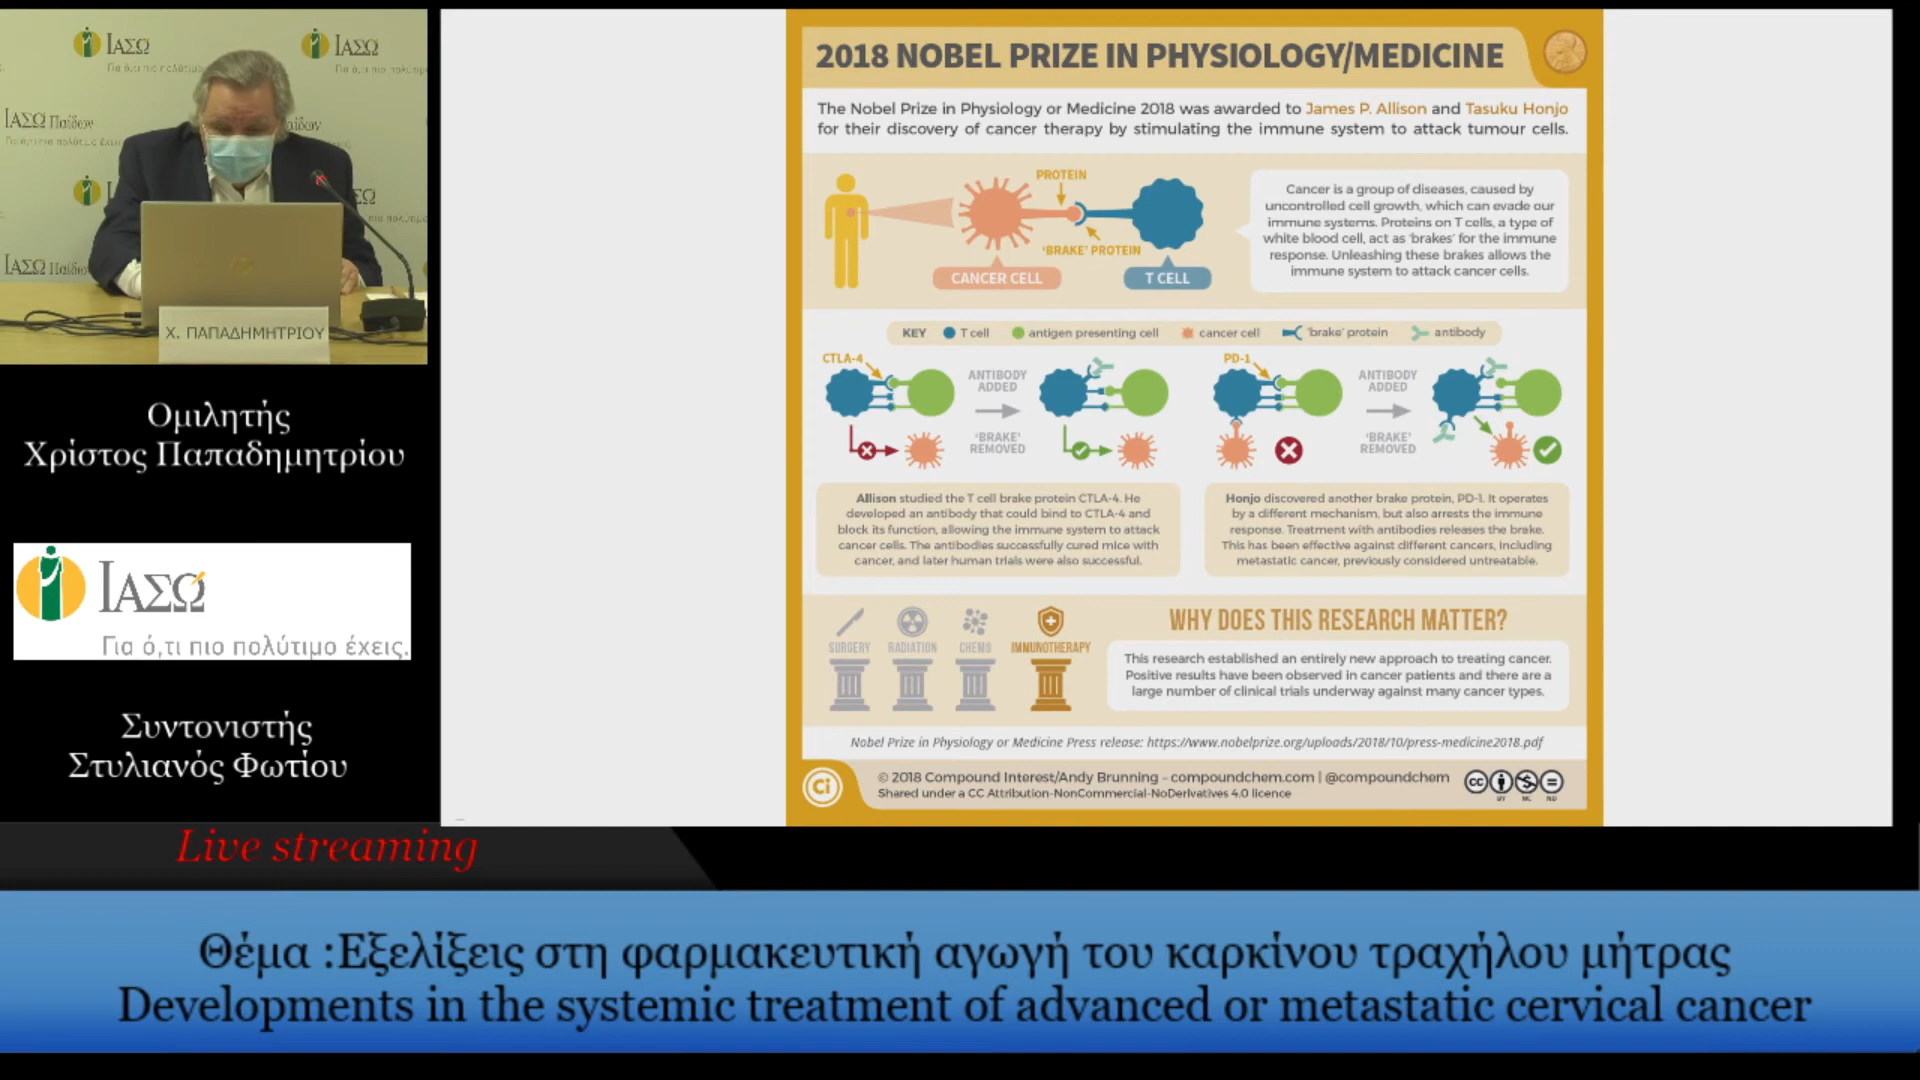 ΙΑΣΩ
ΙΑΣΩ
Για ό,τι πιο πολύτιμο
ΙΑΣΩ Παίδων
ΙΑΣΩ
Χ. ΠΑΠΑΔΗΜΗΤΡΙΟΥ
Ομιλητής
Χρίστος Παπαδημητρίου
ΙΑΣΩ
Για ό,τι πιο πολύτιμο έχεις.
Συντονιστής
Στυλιανός Φωτίου
2018 NOBEL PRIZE IN PHYSIOLOGY/MEDICINE
The Nobel Prize in Physiology or Medicine 2018 was awarded to James P. Allison and Tasuku Honjo
for their discovery of cancer therapy by stimulating the immune system to attack tumour cells.
PROTEIN
'BRAKE' PROTEIN
CANCER CELL
T CELL
Cancer is a group of diseases, caused by
uncontrolled cell growth, which can evade our
immune systems. Proteins on T cells, a type of
white blood cell, act as 'brakes' for the immune
response. Unleashing these brakes allows the
immune system to attack cancer cells.
KEY T cell antigen presenting cell cancer cell 'brake' protein antibody
CTLA-4
ANTIBODY
ADDED
'BRAKE'
REMOVED
PD-1
ANTIBODY
ADDED
'BRAKE'
REMOVED
Allison studied the T cell brake protein CTLA-4. He
developed an antibody that could bind to CTLA-4 and
block its function, allowing the immune system to attack
cancer cells. The antibodies successfully cured mice with
cancer, and later human trials were also successful.
Honjo discovered another brake protein, PD-1. It operates
by a different mechanism, but also arrests the immune
response. Treatment with antibodies releases the brake.
This has been effective against different cancers, including
metastatic cancer, previously considered untreatable.
SURGERY RADIATION CHEMO IMMUNOTHERAPY
WHY DOES THIS RESEARCH MATTER?
This research established an entirely new approach to treating cancer.
Positive results have been observed in cancer patients and there are a
large number of clinical trials underway against many cancer types.
Nobel Prize in Physiology or Medicine Press release: https://www.nobelprize.org/uploads/2018/10/press-medicine2018.pdf
Ci
© 2018 Compound Interest/Andy Brunning – compoundchem.com | @compoundchem
Shared under a CC Attribution-NonCommercial-NoDerivatives 4.0 licence
cc
BY NC ND
Live streaming
Θέμα :Εξελίξεις στη φαρμακευτική αγωγή του καρκίνου τραχήλου μήτρας
Developments in the systemic treatment of advanced or metastatic cervical cancer